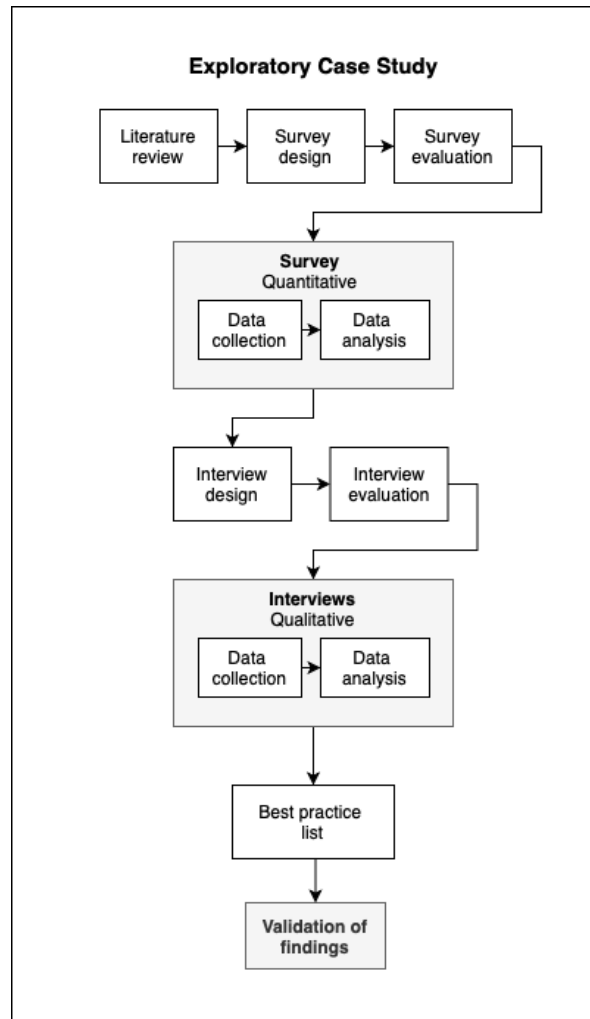 Exploratory Case Study
Literature
review
Survey
design
Survey
evaluation
Survey
Quantitative
Data
collection
Data
analysis
Interview
design
Interview
evaluation
Interviews
Qualitative
Data
collection
Data
analysis
Best practice
list
Validation of
findings